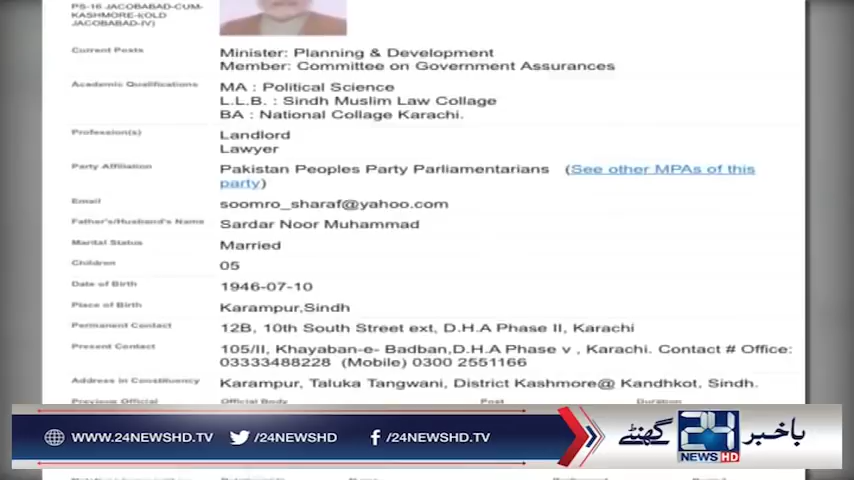 PS-16 JACOBABAD-CUM-
KASHMORE-I(OLD
JACOBABAD-IV)
Current Posts
Minister: Planning & Development
Member: Committee on Government Assurances
Academic Qualifications
MA : Political Science
L.L.B. : Sindh Muslim Law Collage
BA : National Collage Karachi.
Profession(s)
Landlord
Lawyer
Party Affiliation
Pakistan Peoples Party Parliamentarians (See other MPAs of this
party)
Email
soomro_sharaf@yahoo.com
Father's/Husband's Name
Sardar Noor Muhammad
Marital Status
Married
Children
05
Date of Birth
1946-07-10
Place of Birth
Karampur,Sindh
Permanent Contact
12B, 10th South Street ext, D.H.A Phase II, Karachi
Present Contact
105/II, Khayaban-e- Badban,D.H.A Phase v , Karachi. Contact # Office:
03333488228 (Mobile) 0300 2551166
Address in Constituency
Karampur, Taluka Tangwani, District Kashmore@ Kandhkot, Sindh.
Previous Official
Official Body
Post
Duration
WWW.24NEWSHD.TV
/24NEWSHD
/24NEWSHD.TV
باخبر 24 گھنٹے
NEWS HD